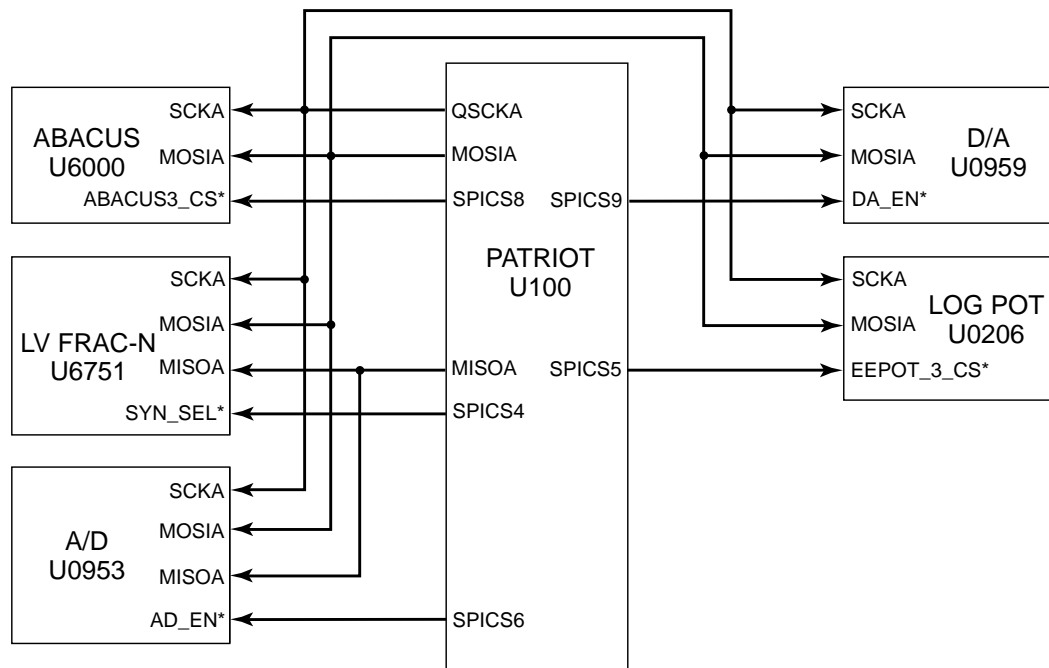 SCKA
ABACUS
U6000
MOSIA
ABACUS3_CS*
SCKA
MOSIA
LV FRAC-N
U6751
MISOA
SYN_SEL*
SCKA
MOSIA
A/D
U0953
MISOA
AD_EN*
QSCKA
MOSIA
SPICS8
SPICS9
PATRIOT
U100
MISOA
SPICS5
SPICS4
SPICS6
SCKA
D/A
U0959
MOSIA
DA_EN*
SCKA
LOG POT
U0206
MOSIA
EEPOT_3_CS*